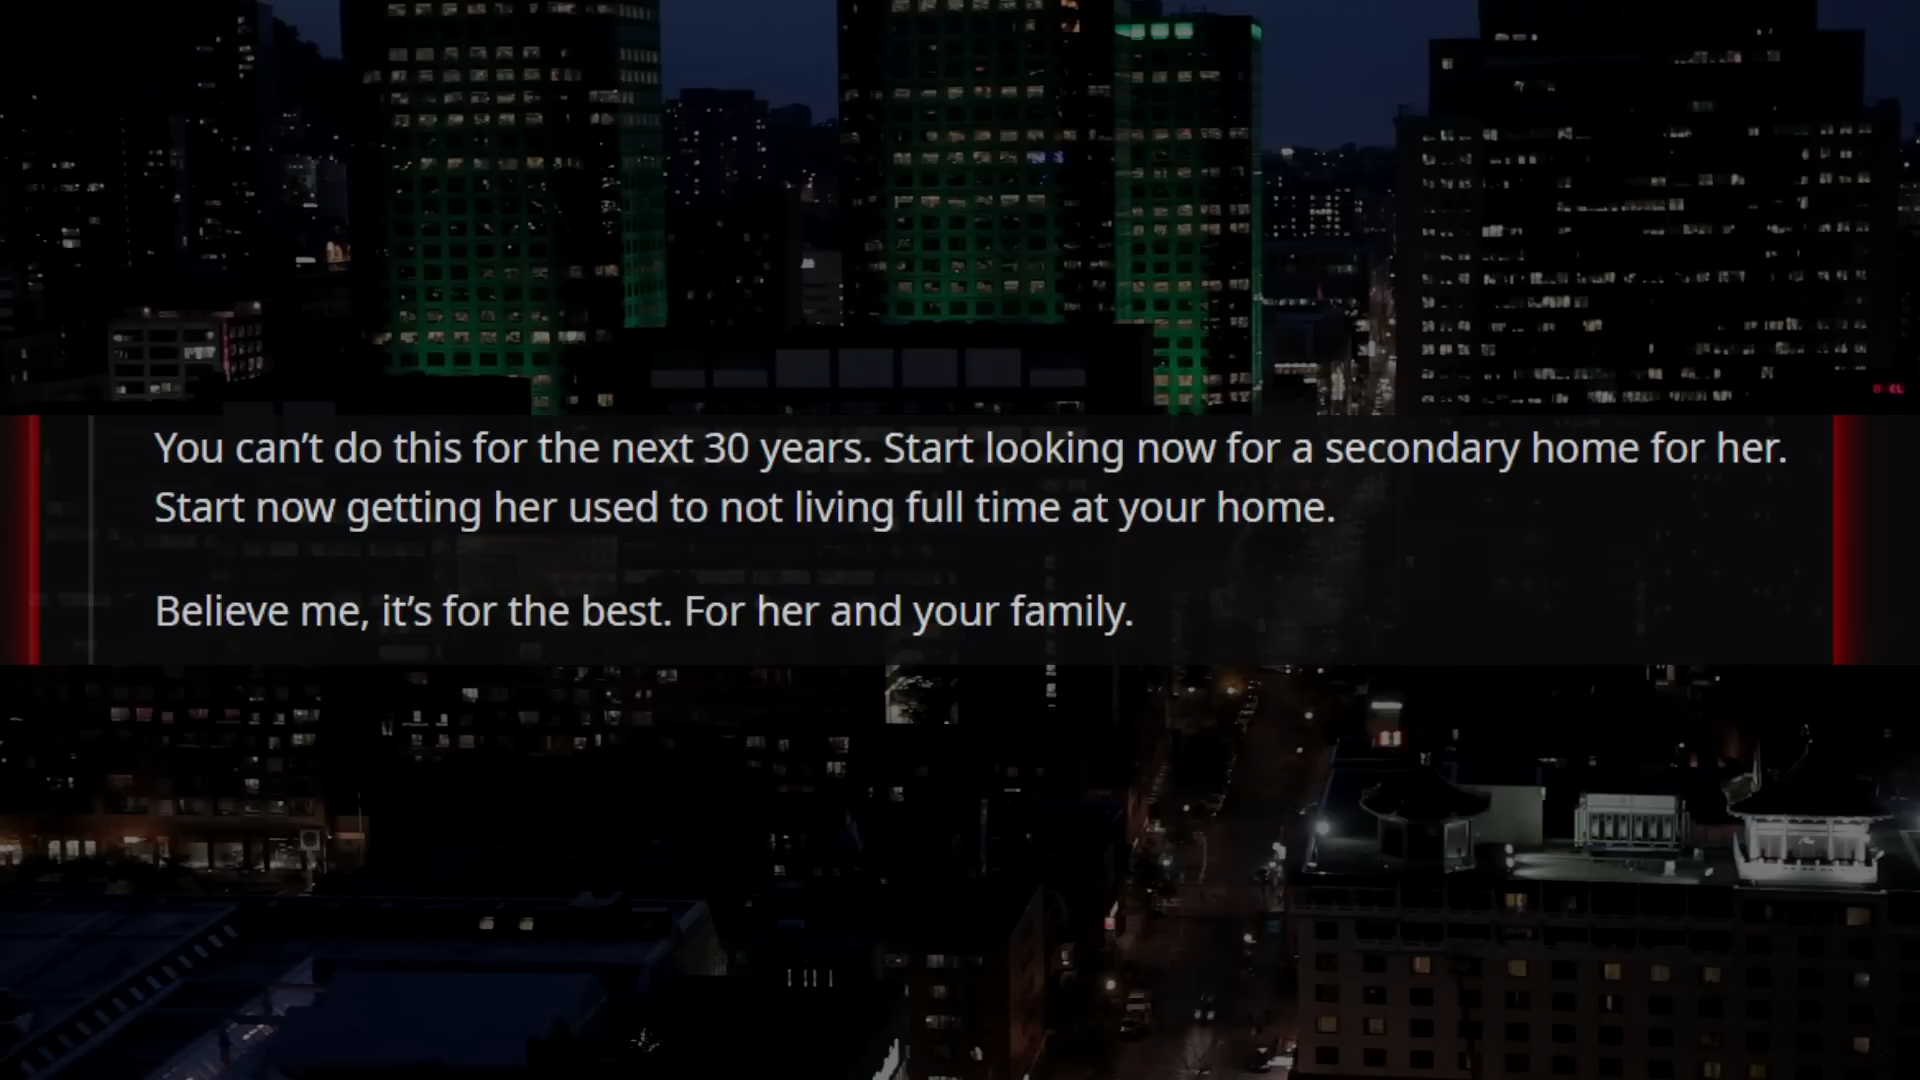 You can’t do this for the next 30 years. Start looking now for a secondary home for her.
Start now getting her used to not living full time at your home.
Believe me, it’s for the best. For her and your family.